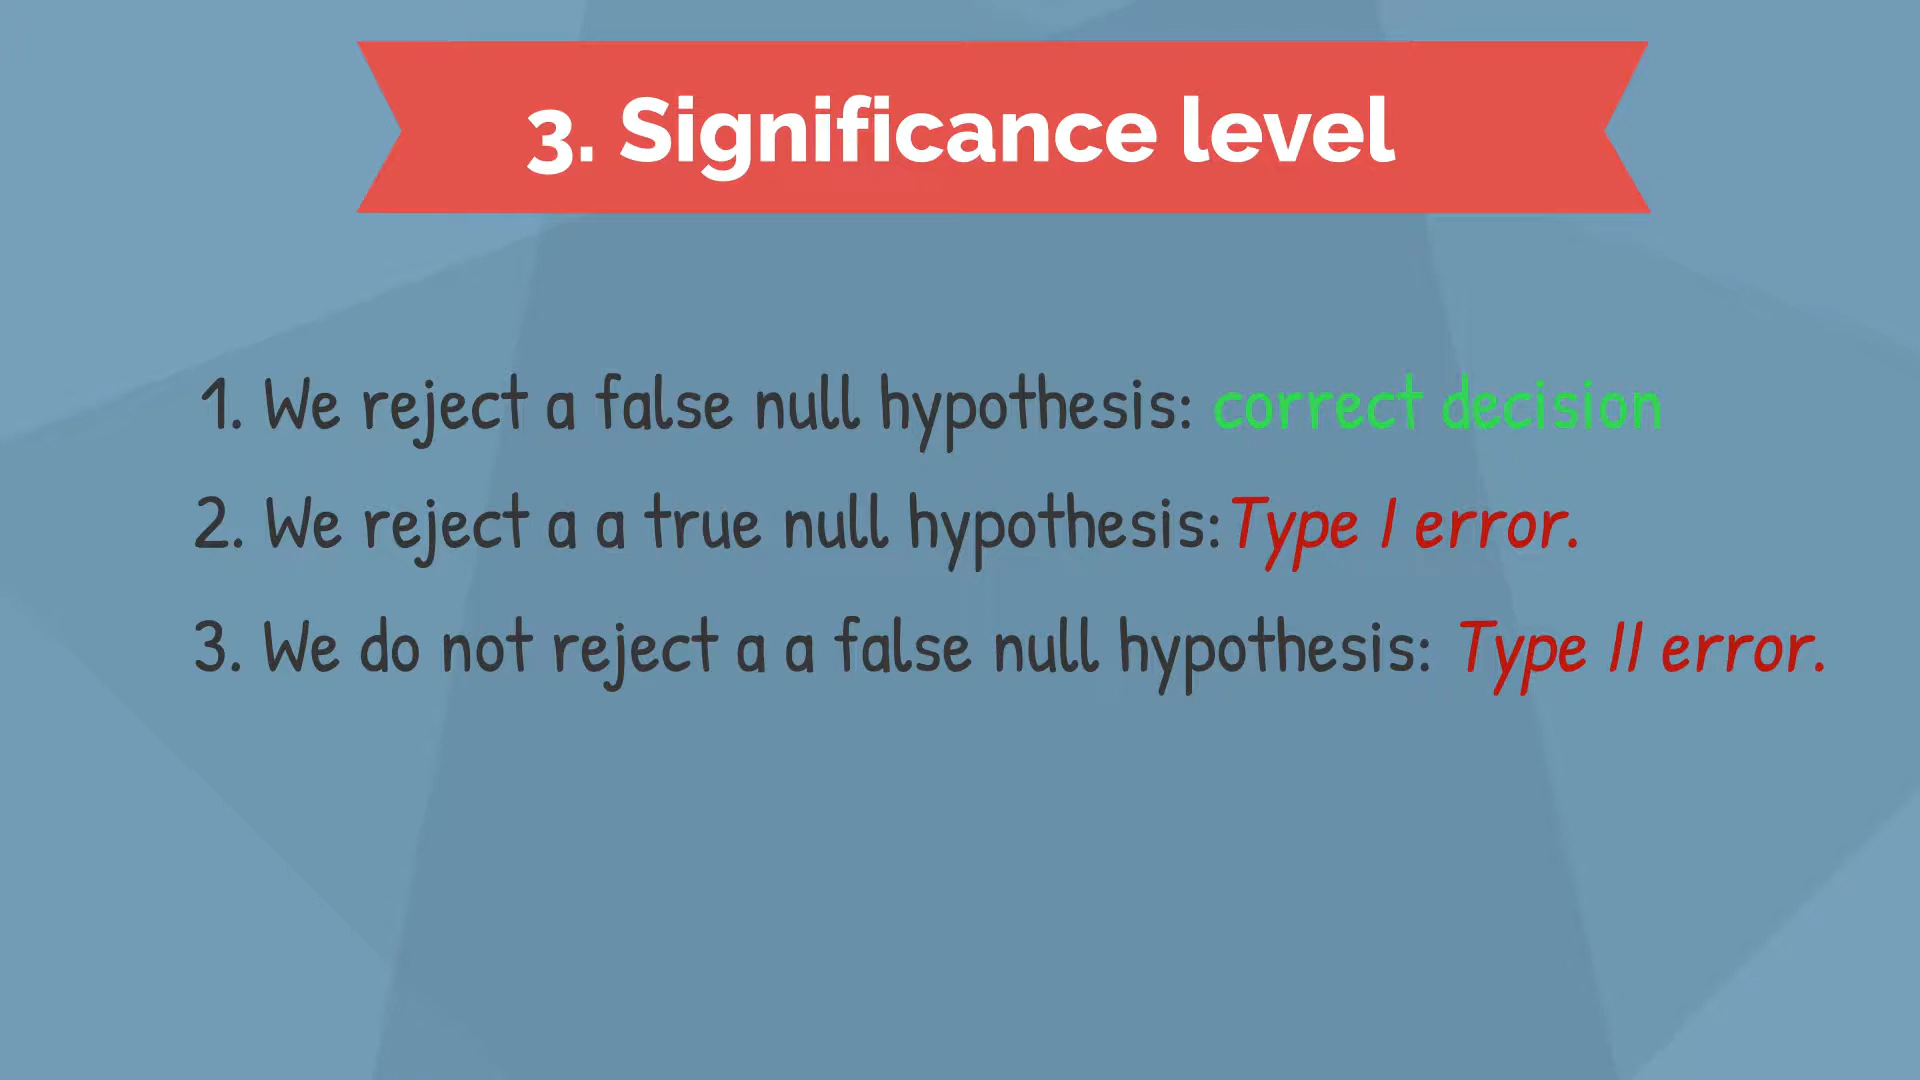 3. Significance level
1. We reject a false null hypothesis: correct decision
2. We reject a a true null hypothesis: Type I error.
3. We do not reject a a false null hypothesis: Type II error.